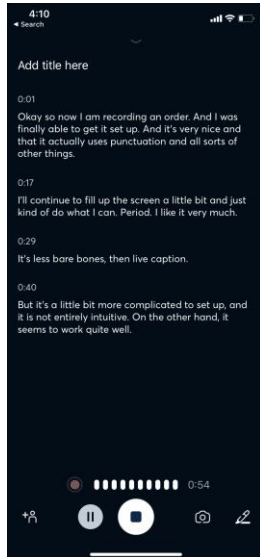 4:10
◀ Search
Add title here
0:01
Okay so now I am recording an order. And I was
finally able to get it set up. And it's very nice and
that it actually uses punctuation and all sorts of
other things.
0:17
I'll continue to fill up the screen a little bit and just
kind of do what I can. Period. I like it very much.
0:29
It's less bare bones, then live caption.
0:40
But it's a little bit more complicated to set up, and
it is not entirely intuitive. On the other hand, it
seems to work quite well.
0:54